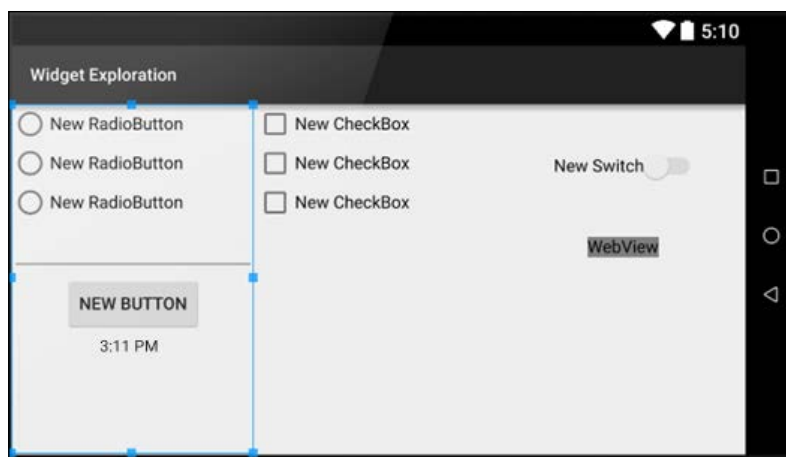 5:10
Widget Exploration
New RadioButton
New RadioButton
New RadioButton
NEW BUTTON
3:11 PM
New CheckBox
New CheckBox
New CheckBox
New Switch
WebView